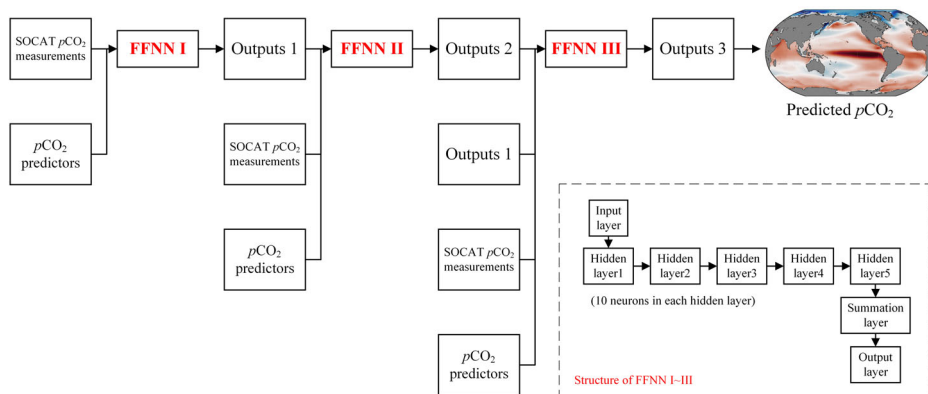 SOCAT pCO₂
measurements
FFNN I
Outputs 1
FFNN II
Outputs 2
FFNN III
Outputs 3
Predicted pCO₂
pCO₂
predictors
SOCAT pCO₂
measurements
Outputs 1
pCO₂
predictors
SOCAT pCO₂
measurements
pCO₂
predictors
Input
layer
Hidden
layer1
Hidden
layer2
Hidden
layer3
Hidden
layer4
Hidden
layer5
(10 neurons in each hidden layer)
Summation
layer
Output
layer
Structure of FFNN I~III